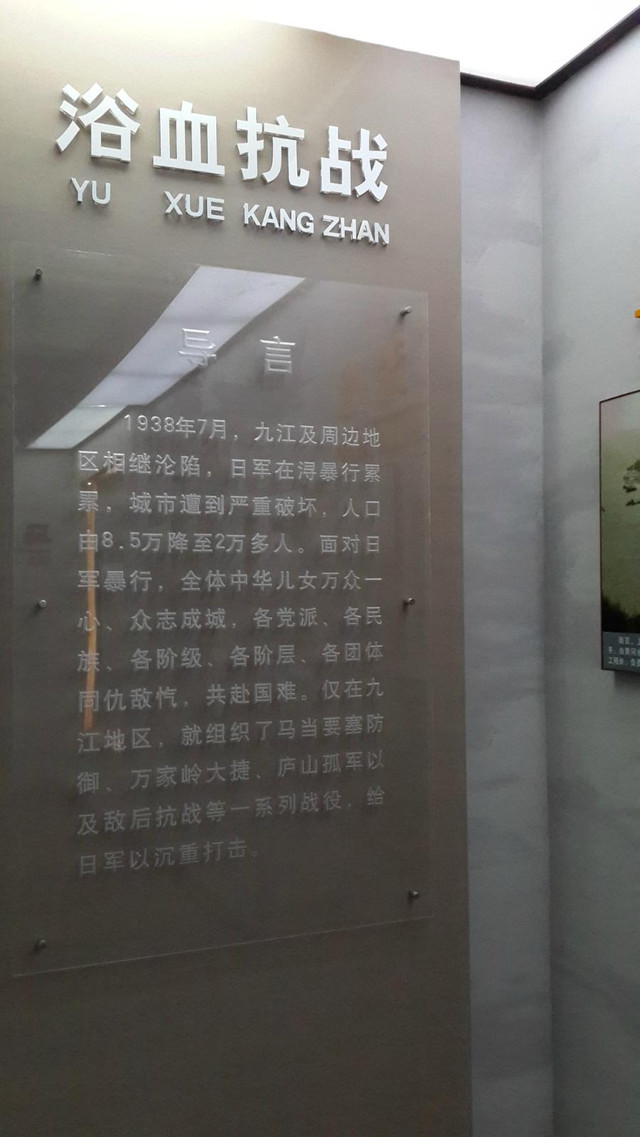 浴血抗战
YU XUE KANG ZHAN
导言
1938年7月，九江及周边地
区相继沦陷，日军在浔暴行累
累，城市遭到严重破坏，人口
由8.5万降至2万多人。面对日
军暴行，全体中华儿女万众一
心、众志成城，各党派、各民
族、各阶级、各阶层、各团体
同仇敌忾，共赴国难。仅在九
江地区，就组织了马当要塞防
御、万家岭大捷、庐山孤军以
及敌后抗战等一系列战役，给
日军以沉重打击。